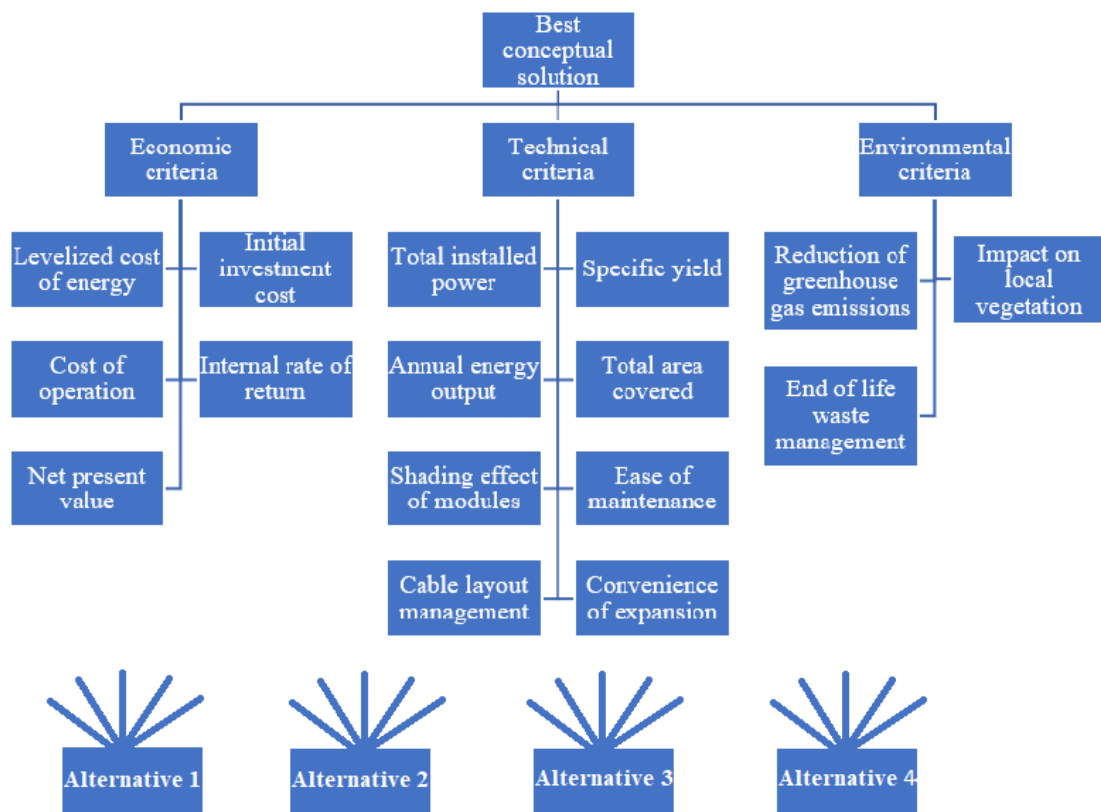 Best
conceptual
solution
Economic
criteria
Technical
criteria
Environmental
criteria
Levelized cost
of energy
Initial
investment
cost
Cost of
operation
Internal rate of
return
Net present
value
Total installed
power
Specific yield
Annual energy
output
Total area
covered
Shading effect
of modules
Ease of
maintenance
Cable layout
management
Convenience
of expansion
Reduction of
greenhouse
gas emissions
Impact on
local
vegetation
End of life
waste
management
Alternative 1
Alternative 2
Alternative 3
Alternative 4